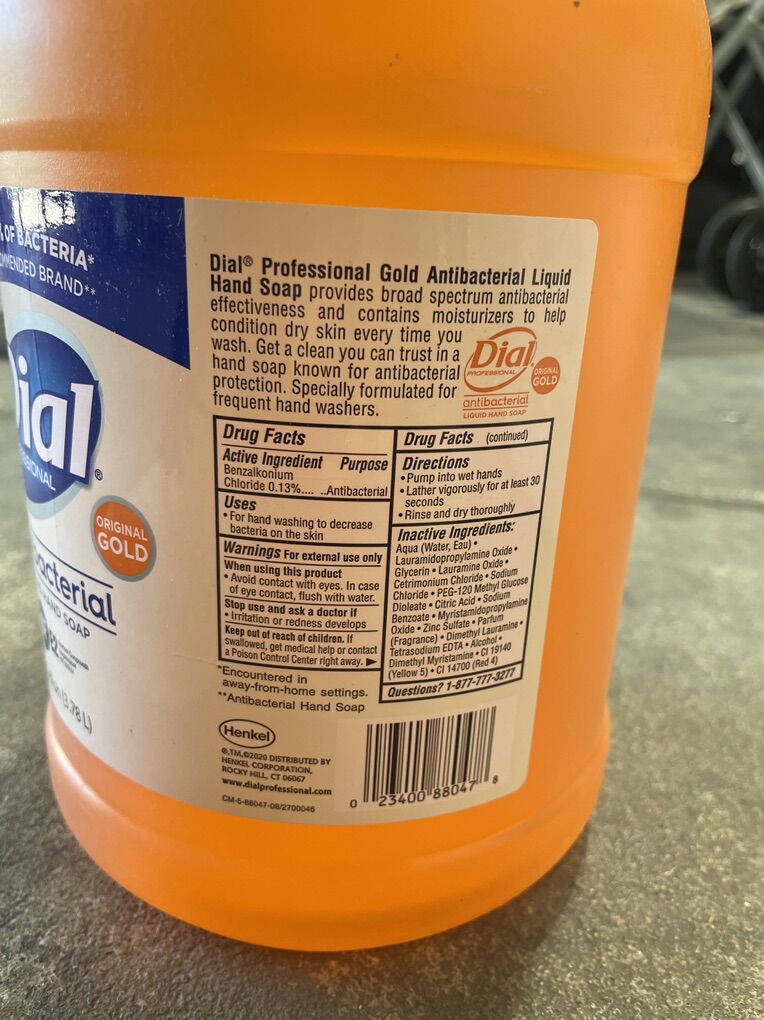 OF BACTERIA*
MMENDED BRAND**
Dial
®
ORIGINAL
GOLD
HAND SOAP
(3.78 L)
Dial® Professional Gold Antibacterial Liquid
Hand Soap provides broad spectrum antibacterial
effectiveness and contains moisturizers to help
condition dry skin every time you
wash. Get a clean you can trust in a
hand soap known for antibacterial
protection. Specially formulated for
frequent hand washers.
Dial
PROFESSIONAL
ORIGINAL
GOLD
antibacterial
LIQUID HAND SOAP
Drug Facts
Active Ingredient Purpose
Benzalkonium
Chloride 0.13%.... ..Antibacterial
Uses
• For hand washing to decrease
bacteria on the skin
Warnings For external use only
When using this product
• Avoid contact with eyes. In case
of eye contact, flush with water.
Stop use and ask a doctor if
• Irritation or redness develops
Keep out of reach of children. If
swallowed, get medical help or contact
a Poison Control Center right away. ▶
Drug Facts (continued)
Directions
• Pump into wet hands
• Lather vigorously for at least 30
seconds
• Rinse and dry thoroughly
Inactive Ingredients:
Aqua (Water, Eau) •
Lauramidopropylamine Oxide •
Glycerin • Lauramine Oxide •
Cetrimonium Chloride • Sodium
Chloride • PEG-120 Methyl Glucose
Dioleate • Citric Acid • Sodium
Benzoate • Myristamidopropylamine
Oxide • Zinc Sulfate • Parfum
(Fragrance) • Dimethyl Lauramine •
Tetrasodium EDTA • Alcohol •
Dimethyl Myristamine • CI 19140
(Yellow 5) • CI 14700 (Red 4)
Questions? 1-877-777-3277
*Encountered in
away-from-home settings.
**Antibacterial Hand Soap
Henkel
®,TM,©2020 DISTRIBUTED BY
HENKEL CORPORATION,
ROCKY HILL, CT 06067
www.dialprofessional.com
CM-5-88047-08/2700046
0 23400 88047 8